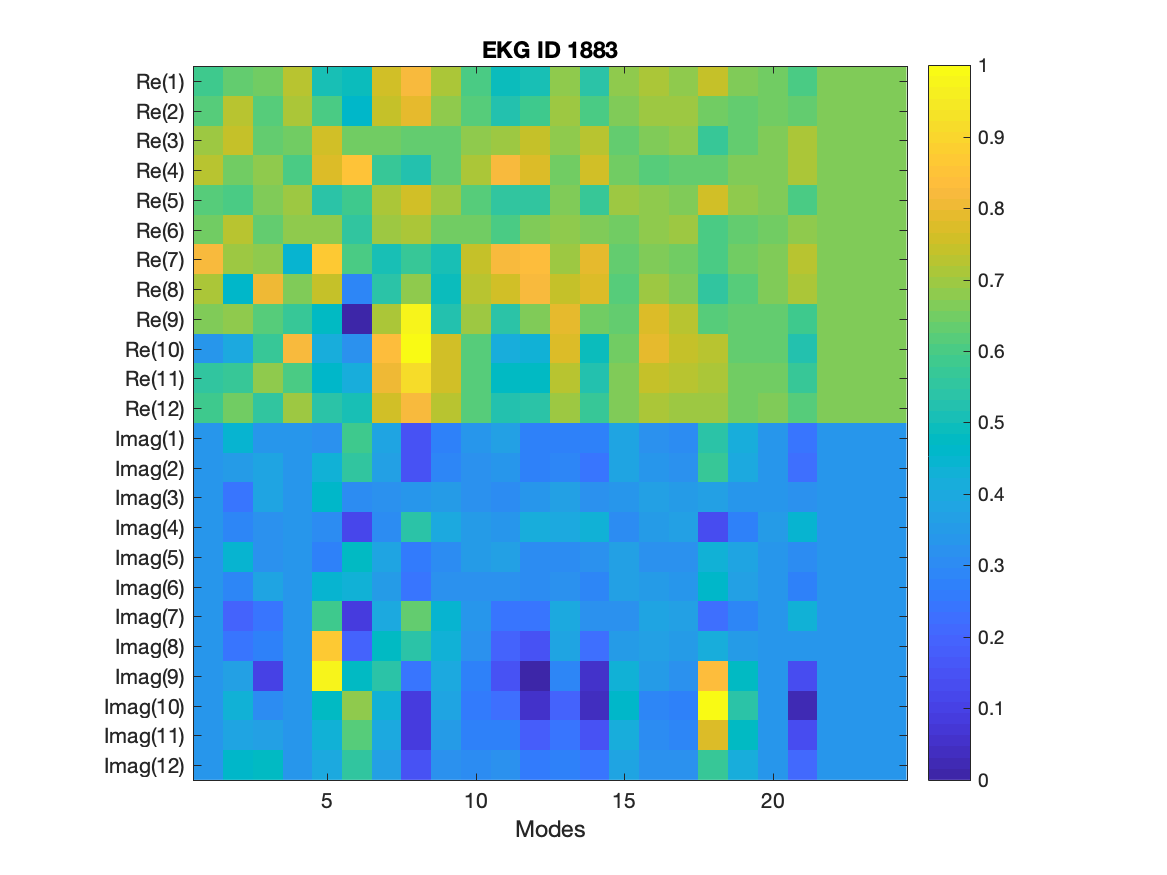 EKG ID 1883
Re(1)
Re(2)
Re(3)
Re(4)
Re(5)
Re(6)
Re(7)
Re(8)
Re(9)
Re(10)
Re(11)
Re(12)
Imag(1)
Imag(2)
Imag(3)
Imag(4)
Imag(5)
Imag(6)
Imag(7)
Imag(8)
Imag(9)
Imag(10)
Imag(11)
Imag(12)
5 10 15 20
Modes
1
0.9
0.8
0.7
0.6
0.5
0.4
0.3
0.2
0.1
0